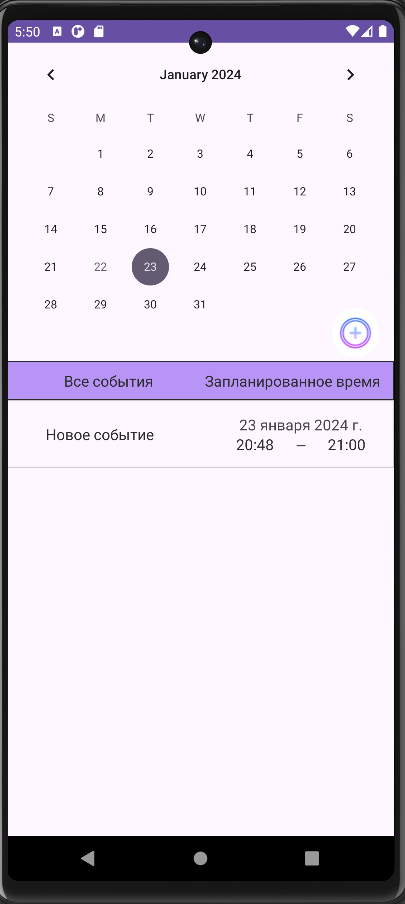 5:50
January 2024
S M T W T F S
1 2 3 4 5 6
7 8 9 10 11 12 13
14 15 16 17 18 19 20
21 22 23 24 25 26 27
28 29 30 31
Все события Запланированное время
23 января 2024 г.
Новое событие
20:48 — 21:00